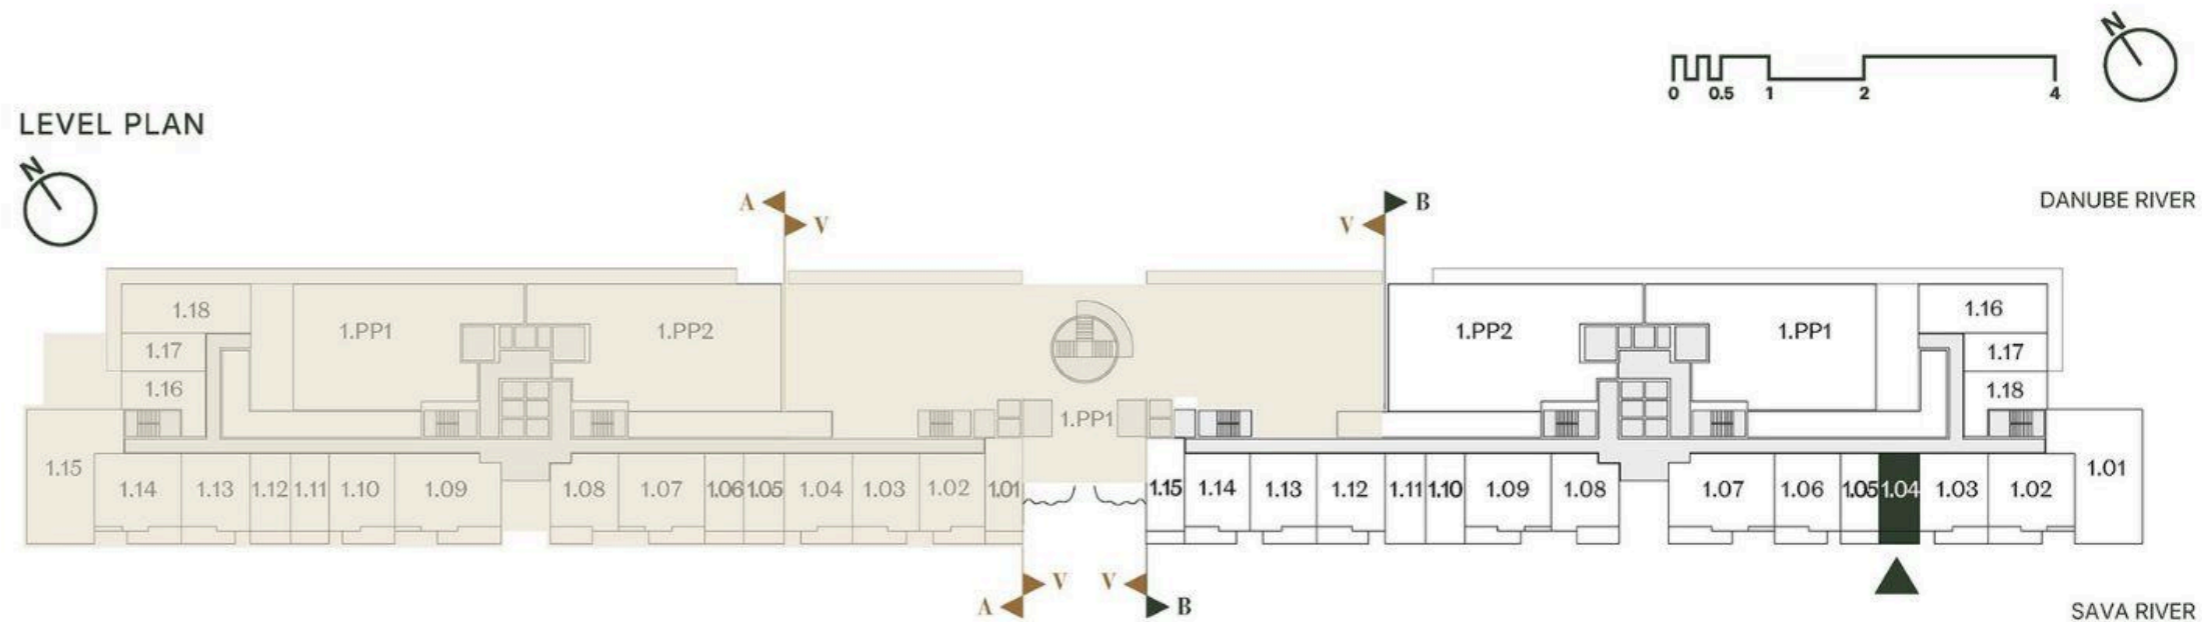 N
0 0.5 1 2 4
LEVEL PLAN
N
DANUBE RIVER
A V
V B
1.18 1.PP1 1.PP2 1.PP2 1.PP1 1.16
1.17 1.17
1.16 1.18
1.PP1
1.15 1.14 1.13 1.12 1.11 1.10 1.09 1.08 1.07 1.06 1.05 1.04 1.03 1.02 1.01
1.15 1.14 1.13 1.12 1.11 1.10 1.09 1.08 1.07 1.06 1.05 1.04 1.03 1.02 1.01
V V
A B
SAVA RIVER